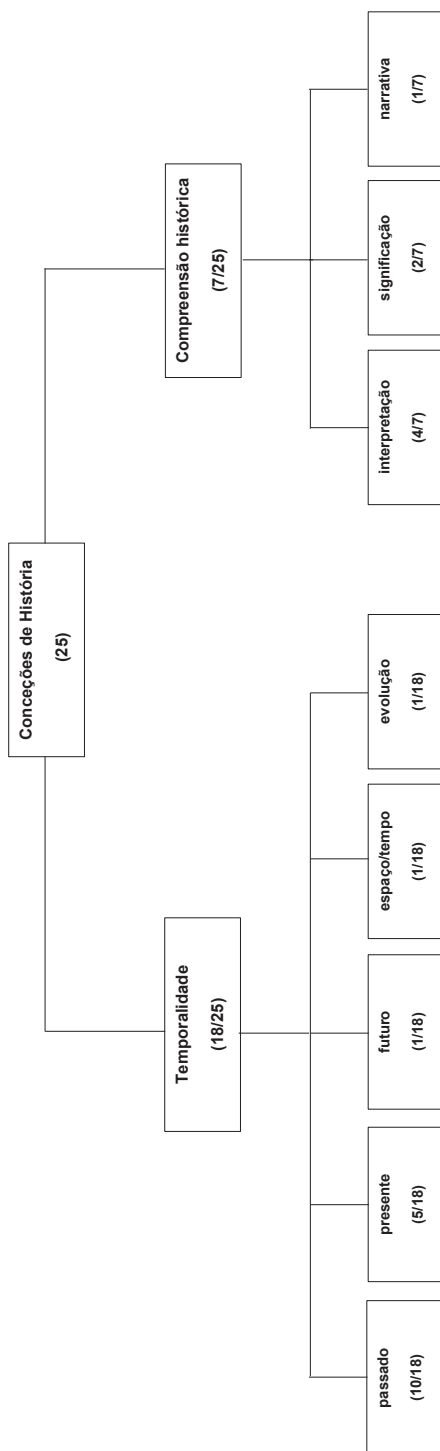 Conceções de História
(25)
Temporalidade
(18/25)
Compreensão histórica
(7/25)
passado
(10/18)
presente
(5/18)
futuro
(1/18)
espaço/tempo
(1/18)
evolução
(1/18)
interpretação
(4/7)
significação
(2/7)
narrativa
(1/7)